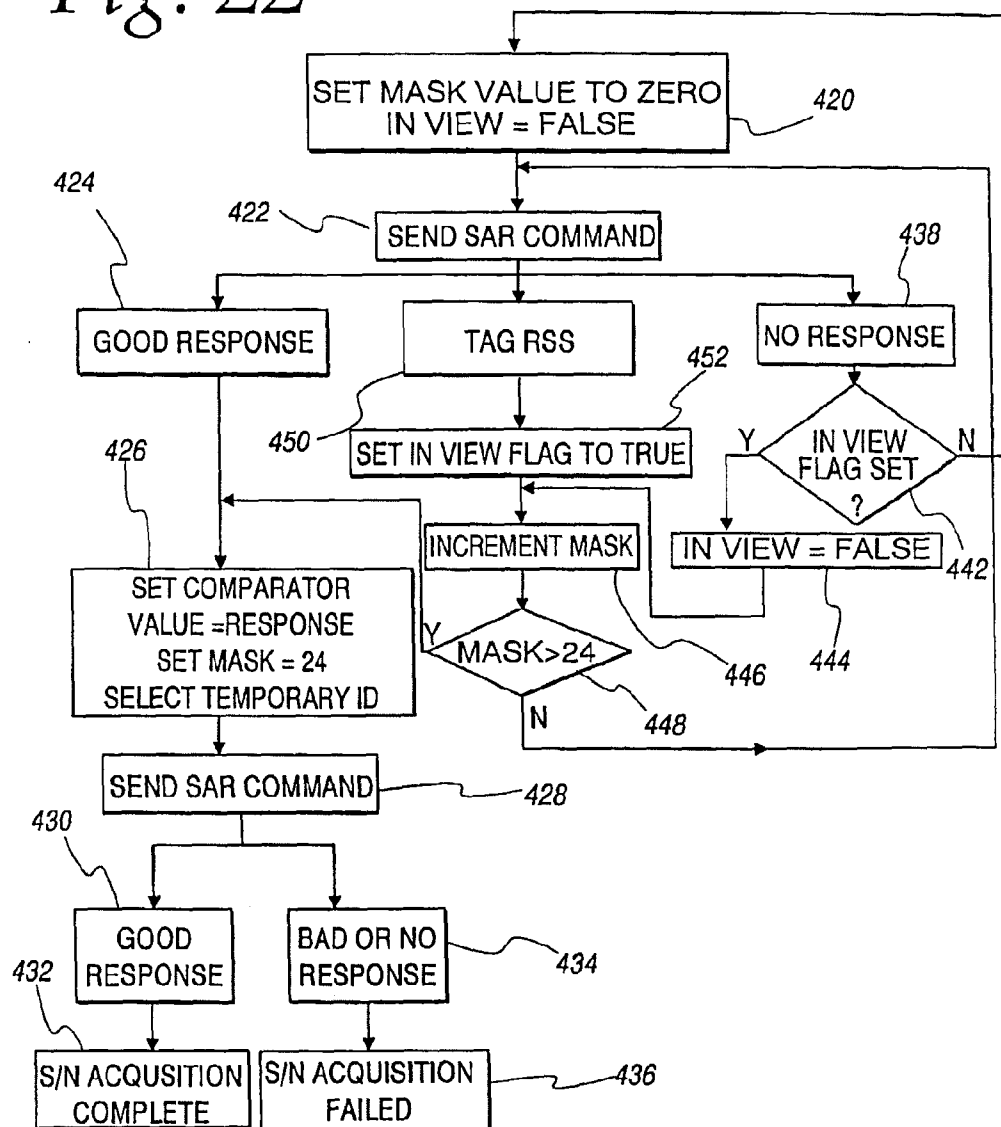 Fig. 22
SET MASK VALUE TO ZERO
IN VIEW = FALSE
420
424
422
SEND SAR COMMAND
438
GOOD RESPONSE
TAG RSS
NO RESPONSE
450
452
SET IN VIEW FLAG TO TRUE
Y
IN VIEW
FLAG SET
?
N
442
426
INCREMENT MASK
IN VIEW = FALSE
444
446
SET COMPARATOR
VALUE =RESPONSE
SET MASK = 24
SELECT TEMPORARY ID
Y
MASK>24
448
N
SEND SAR COMMAND
428
430
GOOD
RESPONSE
BAD OR NO
RESPONSE
434
432
S/N ACQUSITION
COMPLETE
S/N ACQUISITION
FAILED
436